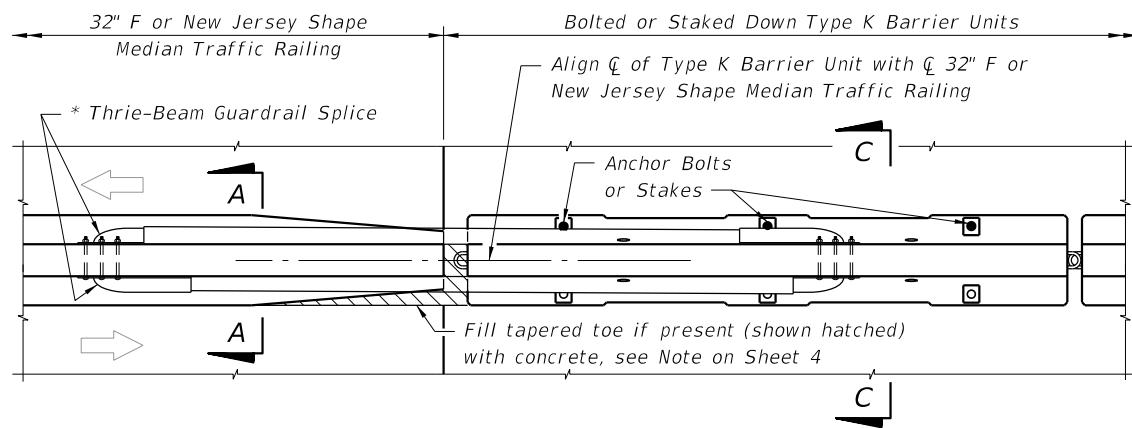 32" F or New Jersey Shape
Median Traffic Railing
Bolted or Staked Down Type K Barrier Units
Align ℄ of Type K Barrier Unit with ℄ 32" F or
New Jersey Shape Median Traffic Railing
* Thrie-Beam Guardrail Splice
C
Anchor Bolts
or Stakes
A
A
Fill tapered toe if present (shown hatched)
with concrete, see Note on Sheet 4
C